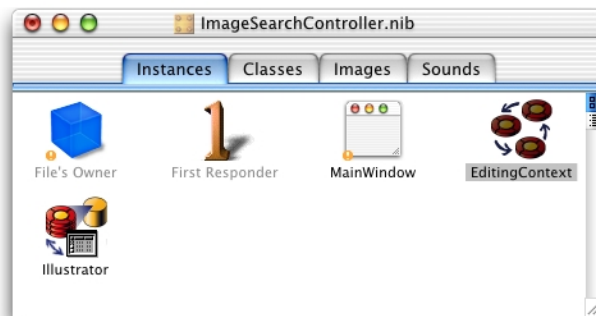 ImageSearchController.nib
Instances Classes Images Sounds
File's Owner First Responder MainWindow EditingContext
Illustrator